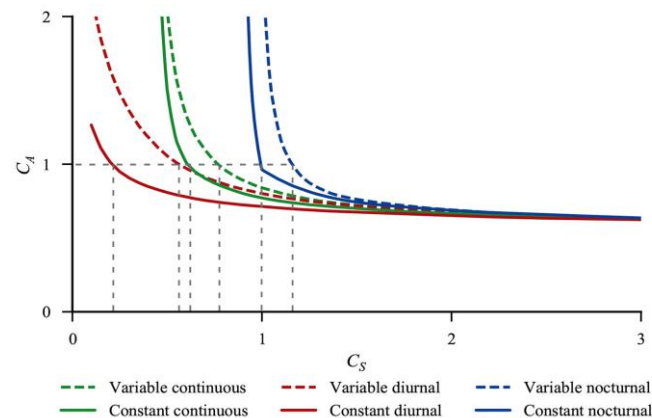 2
C_A
1
0
0
1
2
3
C_S
Variable continuous
Variable diurnal
Variable nocturnal
Constant continuous
Constant diurnal
Constant nocturnal